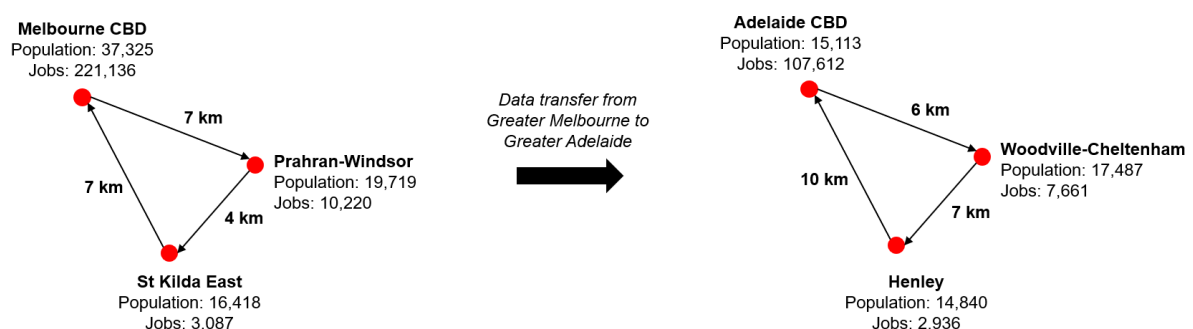 Melbourne CBD
Population: 37,325
Jobs: 221,136
7 km
Prahran-Windsor
Population: 19,719
Jobs: 10,220
7 km
4 km
St Kilda East
Population: 16,418
Jobs: 3,087
Data transfer from
Greater Melbourne to
Greater Adelaide
Adelaide CBD
Population: 15,113
Jobs: 107,612
6 km
Woodville-Cheltenham
Population: 17,487
Jobs: 7,661
10 km
7 km
Henley
Population: 14,840
Jobs: 2,936